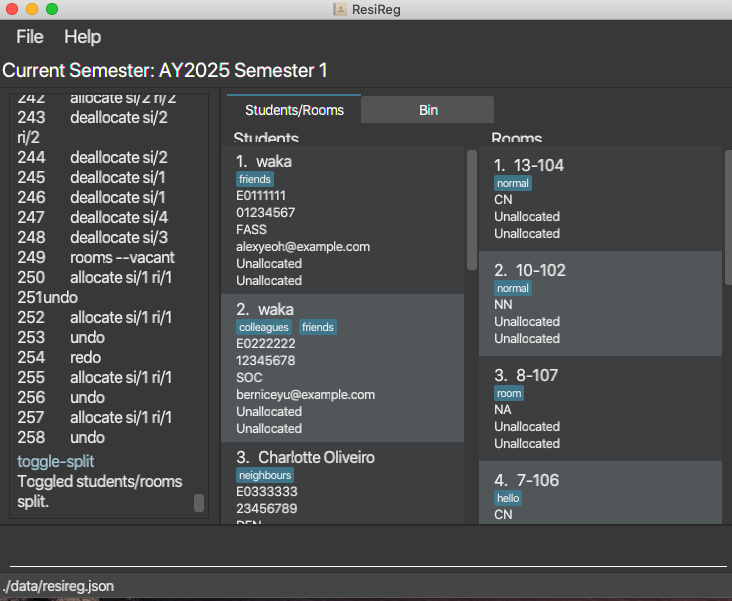 ResiReg
File Help
Current Semester: AY2025 Semester 1
242 allocate si/2 ri/2
243 deallocate si/2
ri/2
244 deallocate si/2
245 deallocate si/1
246 deallocate si/1
247 deallocate si/4
248 deallocate si/3
249 rooms --vacant
250 allocate si/1 ri/1
251undo
252 allocate si/1 ri/1
253 undo
254 redo
255 allocate si/1 ri/1
256 undo
257 allocate si/1 ri/1
258 undo
toggle-split
Toggled students/rooms
split.
Students/Rooms
Bin
Students
1. waka
friends
E0111111
01234567
FASS
alexyeoh@example.com
Unallocated
Unallocated
2. waka
colleagues friends
E0222222
12345678
SOC
berniceyu@example.com
Unallocated
Unallocated
3. Charlotte Oliveiro
neighbours
E0333333
23456789
Rooms
1. 13-104
normal
CN
Unallocated
Unallocated
2. 10-102
normal
NN
Unallocated
Unallocated
3. 8-107
room
NA
Unallocated
Unallocated
4. 7-106
hello
CN
./data/resireg.json